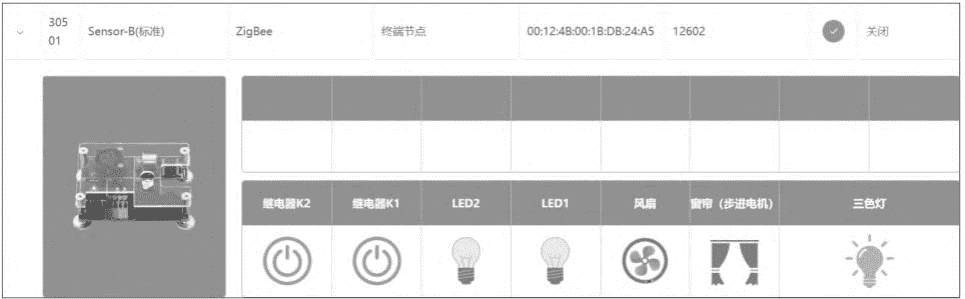 305
01
Sensor-B(标准)
ZigBee
终端节点
00:12:4B:00:1B:DB:24:A5
12602
关闭
继电器K2
继电器K1
LED2
LED1
风扇
窗帘（步进电机）
三色灯